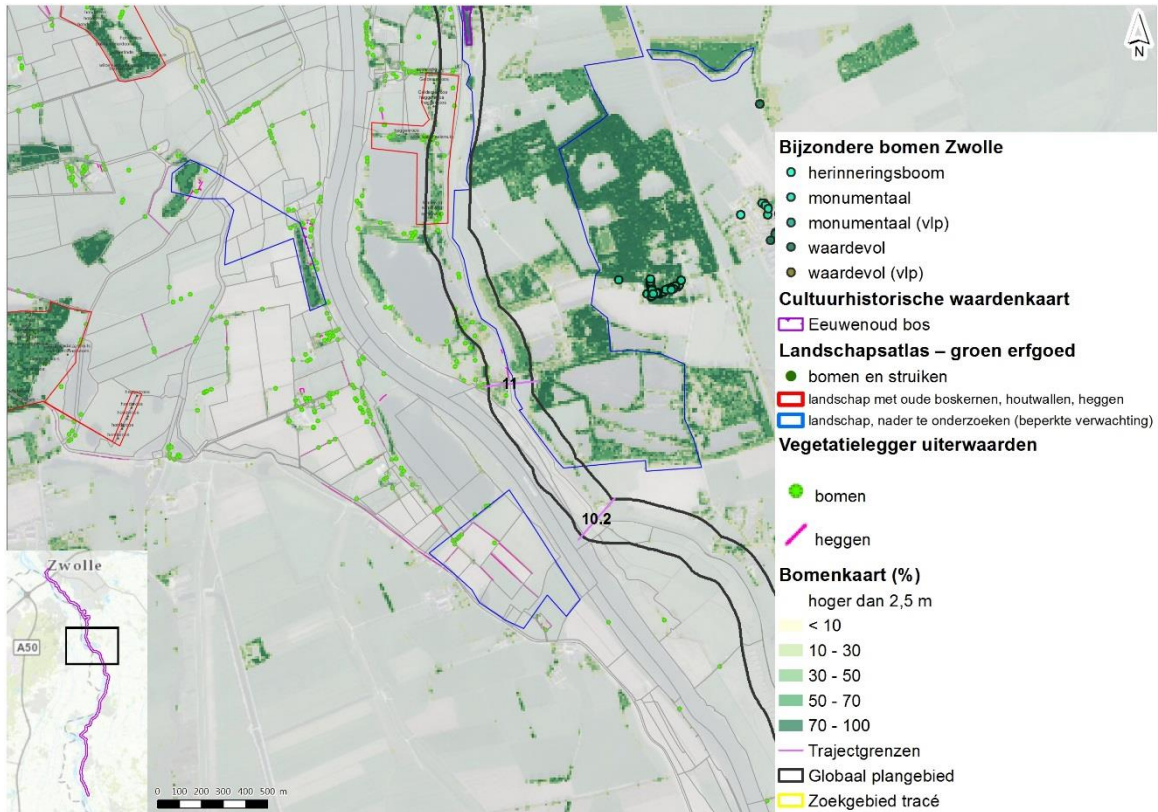 N
Bijzondere bomen Zwolle
herinneringsboom
monumentaal
monumentaal (vlp)
waardevol
waardevol (vlp)
Cultuurhistorische waardenkaart
Eeuwenoud bos
Landschapsatlas – groen erfgoed
bomen en struiken
landschap met oude boskernen, houtwallen, heggen
landschap, nader te onderzoeken (beperkte verwachting)
Vegetatielegger uiterwaarden
bomen
heggen
Bomenkaart (%)
hoger dan 2,5 m
< 10
10 - 30
30 - 50
50 - 70
70 - 100
Trajectgrenzen
Globaal plangebied
Zoekgebied tracé
11
10.2
Zwolle
A50
0 100 200 300 400 500 m